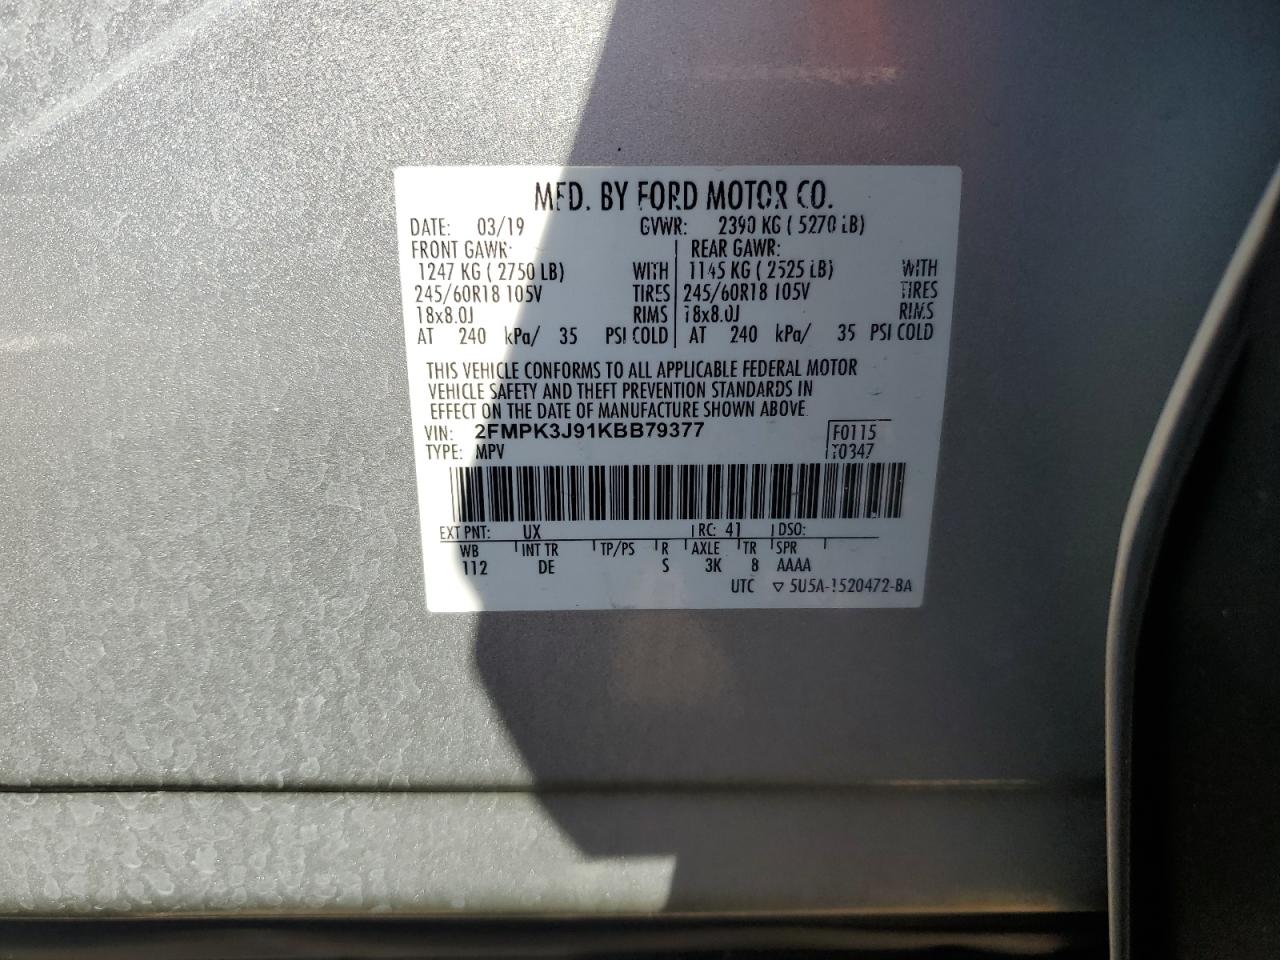 MFD. BY FORD MOTOR CO.
DATE: 03/19 GVWR: 2390 KG ( 5270 LB)
FRONT GAWR: REAR GAWR:
1247 KG ( 2750 LB) WITH 1145 KG ( 2525 LB) WITH
245/60R18 105V TIRES 245/60R18 105V TIRES
18x8.0J RIMS 18x8.0J RIMS
AT 240 kPa/ 35 PSI COLD AT 240 kPa/ 35 PSI COLD
THIS VEHICLE CONFORMS TO ALL APPLICABLE FEDERAL MOTOR
VEHICLE SAFETY AND THEFT PREVENTION STANDARDS IN
EFFECT ON THE DATE OF MANUFACTURE SHOWN ABOVE.
VIN: 2FMPK3J91KBB79377 F0115
TYPE: MPV T0347
EXT PNT: UX RC: 41 DSO:
WB INT TR TP/PS R AXLE TR SPR
112 DE S 3K 8 AAAA
UTC ▽ 5U5A-1520472-BA